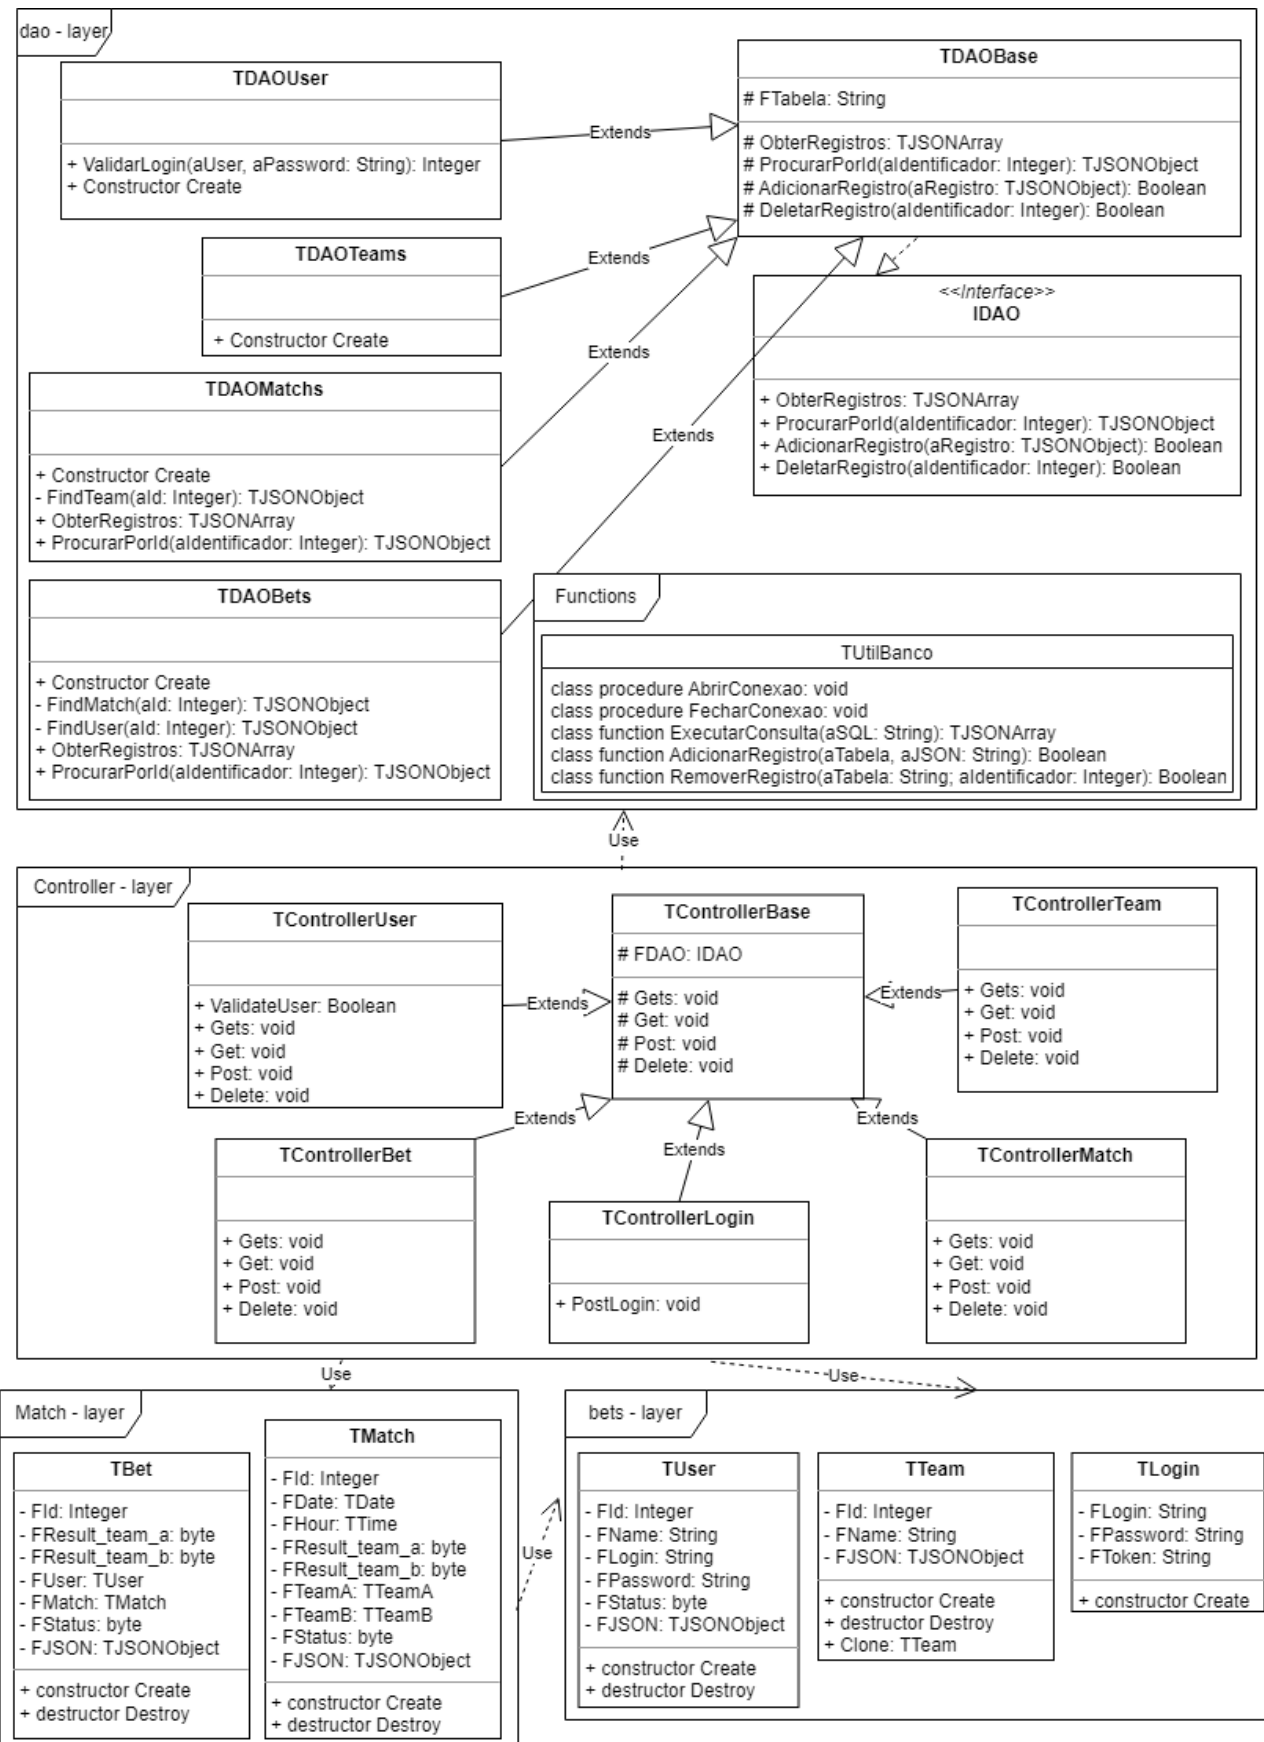 dao - layer
TDAOUser
+ ValidarLogin(aUser, aPassword: String): Integer
+ Constructor Create
Extends
TDAOBase
# FTabela: String
# ObterRegistros: TJSONArray
# ProcurarPorId(aIdentificador: Integer): TJSONObject
# AdicionarRegistro(aRegistro: TJSONObject): Boolean
# DeletarRegistro(aIdentificador: Integer): Boolean
TDAOTeams
+ Constructor Create
Extends
<<Interface>>
IDAO
+ ObterRegistros: TJSONArray
+ ProcurarPorId(aIdentificador: Integer): TJSONObject
+ AdicionarRegistro(aRegistro: TJSONObject): Boolean
+ DeletarRegistro(aIdentificador: Integer): Boolean
Extends
TDAOMatchs
+ Constructor Create
- FindTeam(aId: Integer): TJSONObject
+ ObterRegistros: TJSONArray
+ ProcurarPorId(aIdentificador: Integer): TJSONObject
Extends
TDAOBets
+ Constructor Create
- FindMatch(aId: Integer): TJSONObject
- FindUser(aId: Integer): TJSONObject
+ ObterRegistros: TJSONArray
+ ProcurarPorId(aIdentificador: Integer): TJSONObject
Functions
TUtilBanco
class procedure AbrirConexao: void
class procedure FecharConexao: void
class function ExecutarConsulta(aSQL: String): TJSONArray
class function AdicionarRegistro(aTabela, aJSON: String): Boolean
class function RemoverRegistro(aTabela: String; aIdentificador: Integer): Boolean
Use
Controller - layer
TControllerUser
+ ValidateUser: Boolean
+ Gets: void
+ Get: void
+ Post: void
+ Delete: void
Extends
TControllerBase
# FDAO: IDAO
# Gets: void
# Get: void
# Post: void
# Delete: void
Extends
TControllerTeam
+ Gets: void
+ Get: void
+ Post: void
+ Delete: void
Extends
Extends
Extends
TControllerBet
+ Gets: void
+ Get: void
+ Post: void
+ Delete: void
TControllerLogin
+ PostLogin: void
TControllerMatch
+ Gets: void
+ Get: void
+ Post: void
+ Delete: void
Use
Use
Match - layer
TBet
- FId: Integer
- FResult_team_a: byte
- FResult_team_b: byte
- FUser: TUser
- FMatch: TMatch
- FStatus: byte
- FJSON: TJSONObject
+ constructor Create
+ destructor Destroy
TMatch
- FId: Integer
- FDate: TDate
- FHour: TTime
- FResult_team_a: byte
- FResult_team_b: byte
- FTeamA: TTeamA
- FTeamB: TTeamB
- FStatus: byte
- FJSON: TJSONObject
+ constructor Create
+ destructor Destroy
Use
bets - layer
TUser
- FId: Integer
- FName: String
- FLogin: String
- FPassword: String
- FStatus: byte
- FJSON: TJSONObject
+ constructor Create
+ destructor Destroy
TTeam
- FId: Integer
- FName: String
- FJSON: TJSONObject
+ constructor Create
+ destructor Destroy
+ Clone: TTeam
TLogin
- FLogin: String
- FPassword: String
- FToken: String
+ constructor Create